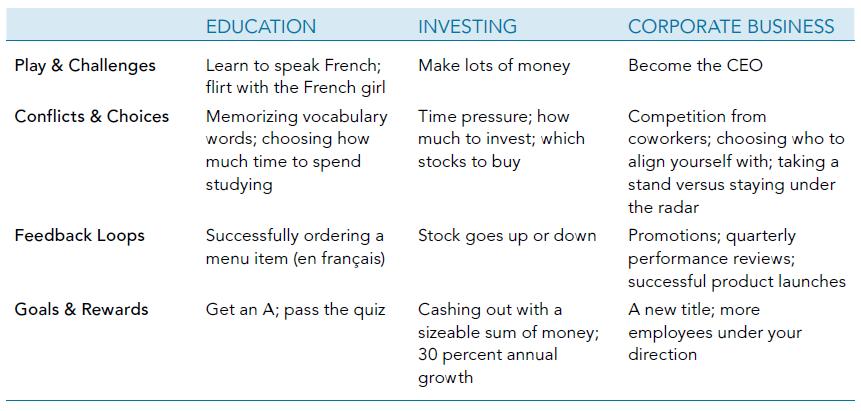 EDUCATION INVESTING CORPORATE BUSINESS
Play & Challenges Learn to speak French; Make lots of money Become the CEO
flirt with the French girl
Conflicts & Choices Memorizing vocabulary Time pressure; how Competition from
words; choosing how much to invest; which coworkers; choosing who to
much time to spend stocks to buy align yourself with; taking a
studying stand versus staying under
the radar
Feedback Loops Successfully ordering a Stock goes up or down Promotions; quarterly
menu item (en français) performance reviews;
successful product launches
Goals & Rewards Get an A; pass the quiz Cashing out with a A new title; more
sizeable sum of money; employees under your
30 percent annual direction
growth